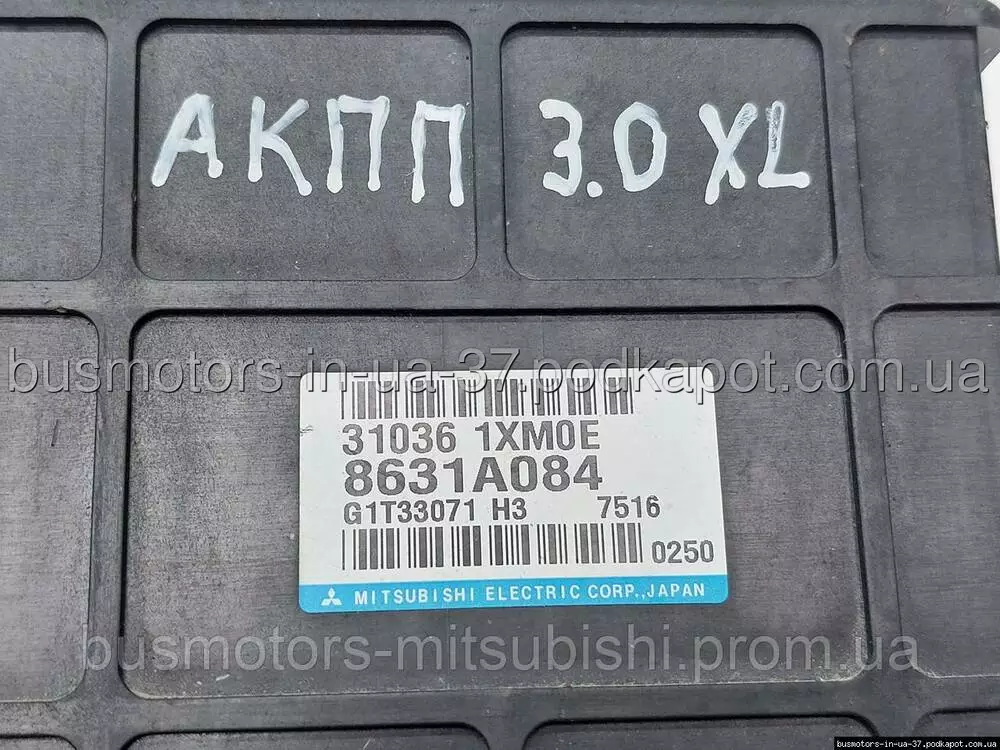 АКПП 3.0 XL
busmotors-in-ua-37.podkapot.com.ua
31036 1XM0E
8631A084
G1T33071 H3 7516
0250
MITSUBISHI ELECTRIC CORP.,JAPAN
busmotors-mitsubishi.prom.ua
busmotors-in-ua-37.podkapot.com.ua